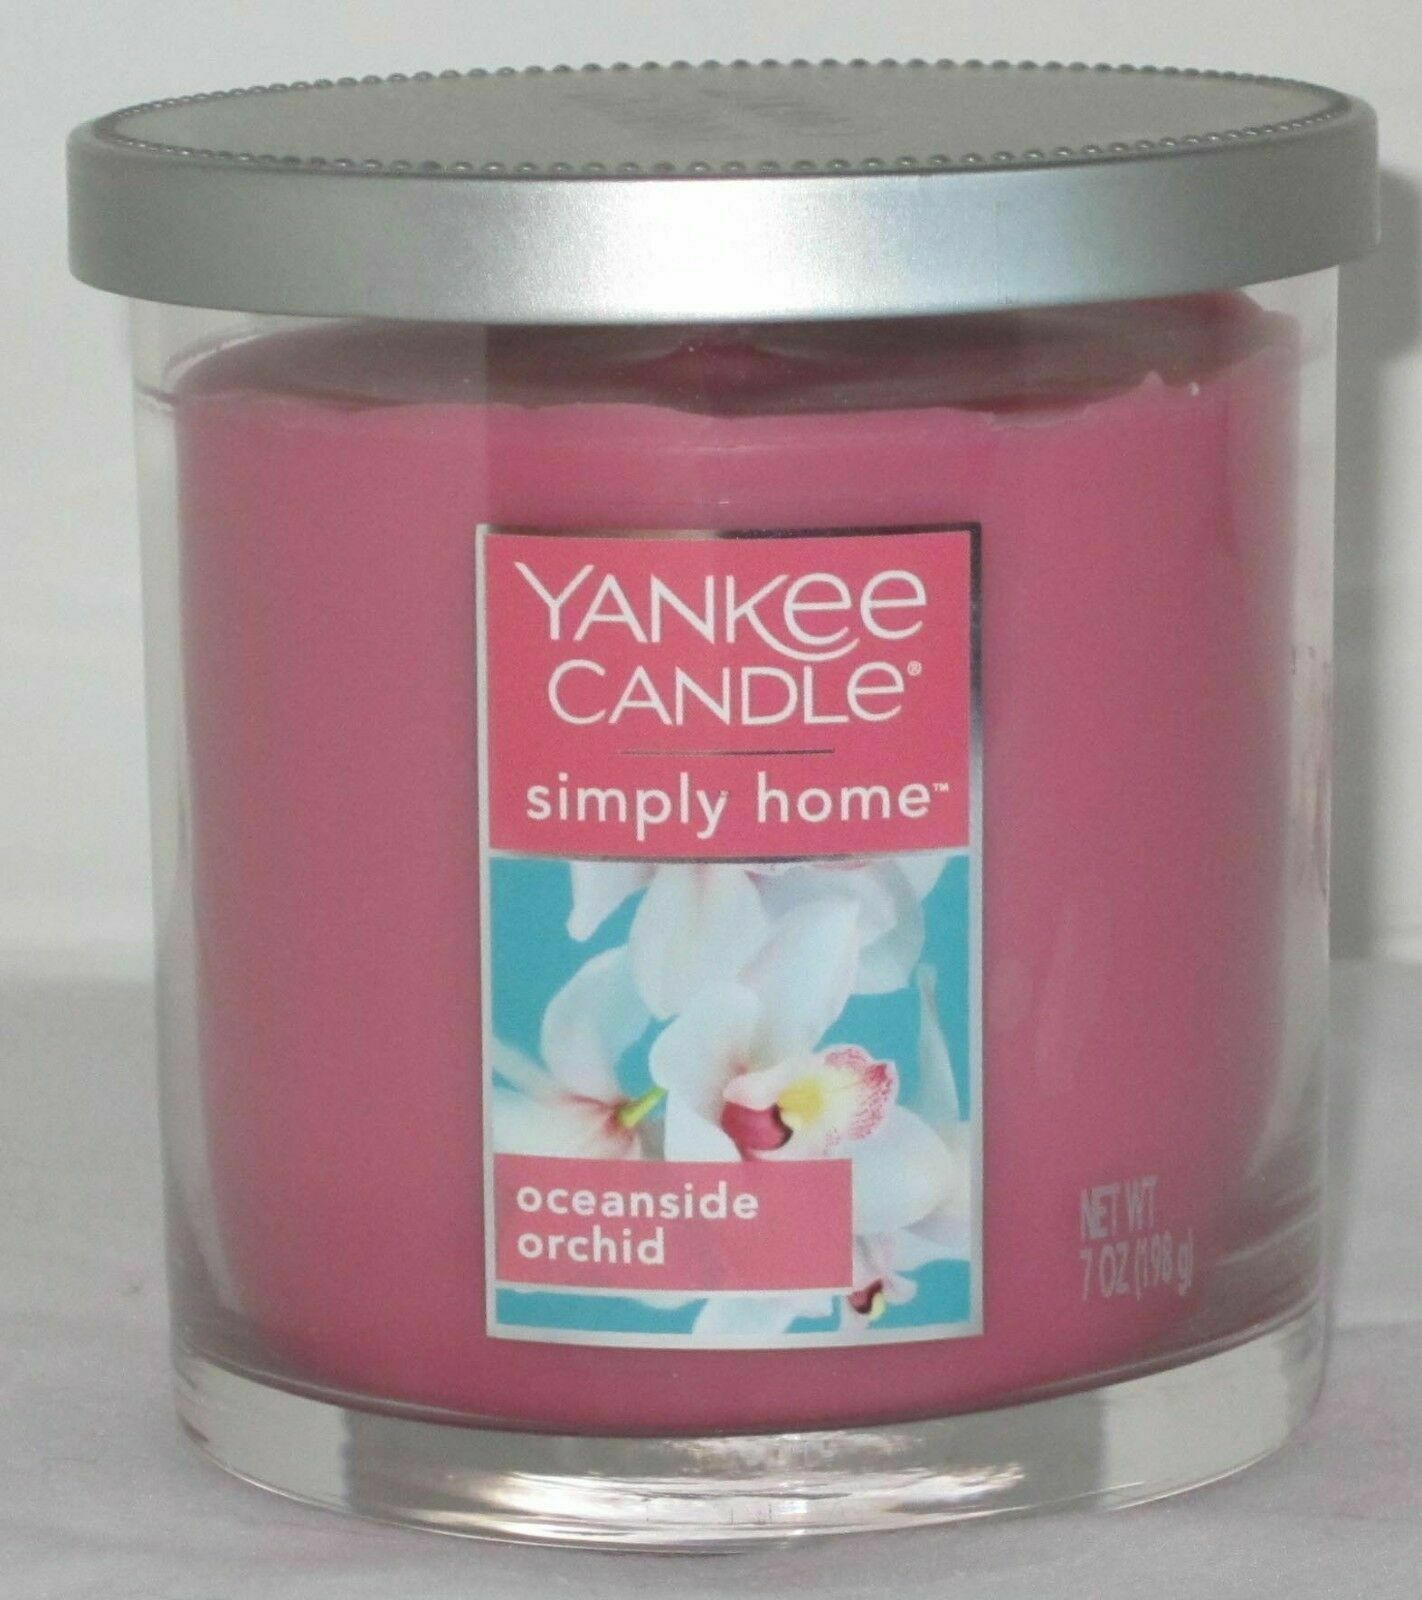 YANKEE
CANDLE®
simply home™
oceanside
orchid
NET WT
7 OZ (198 g)